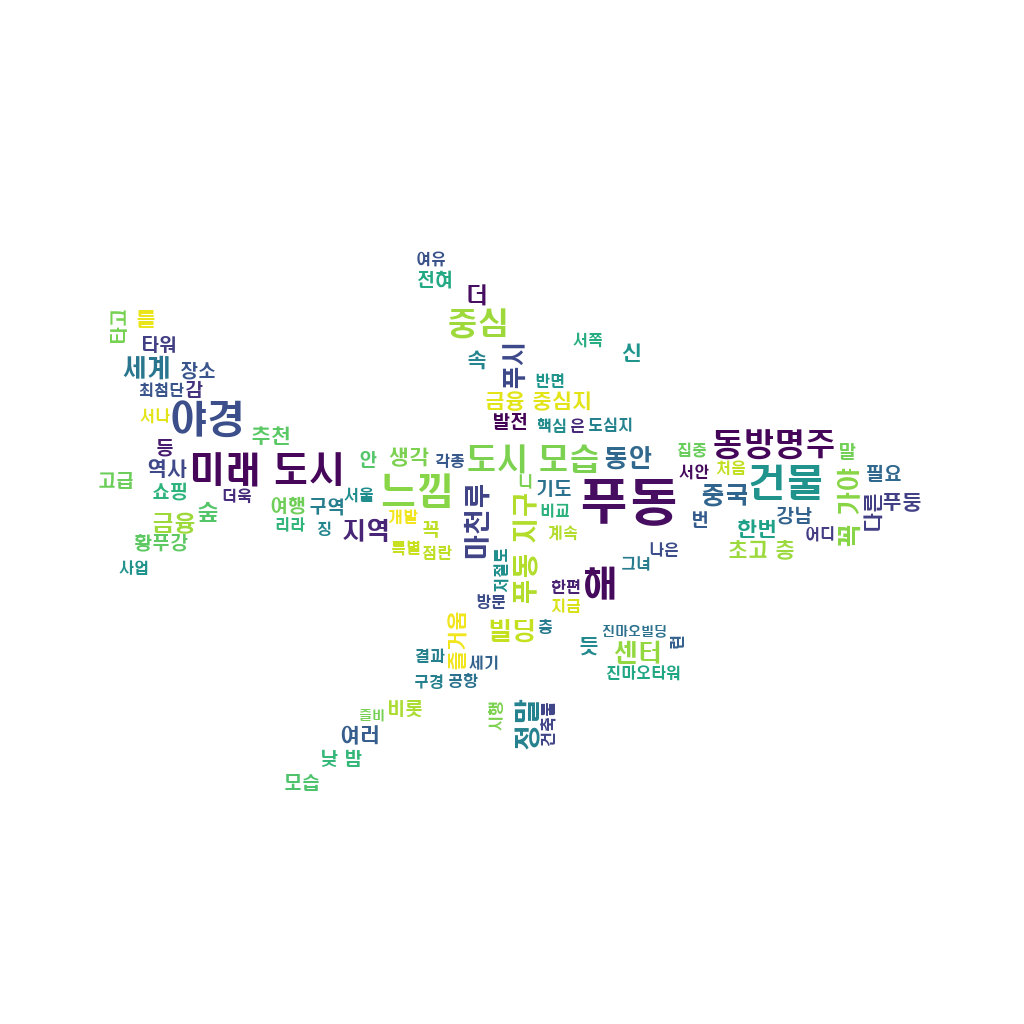 여유
전혀
더
중심
타고
들
타워
서쪽
신
푸시
속
세계
장소
최첨단
감
반면
금융 중심지
서나
야경
발전
핵심
은
도심지
추천
동방명주
등
집중
말
역사
미래 도시
안
생각
각종
도시 모습
동안
서안
처음
건물
필요
고급
쇼핑
더욱
숲
여행
구역
서울
느낌
니
기도
푸동
중국
꼭 가야
다른
푸둥
금융
리라
징
지역
개발
꼬
마천루
푸동 지구
비교
계속
번
한번
강남
어디
황푸강
특별
점란
나은
초고 층
사업
저절로
그녀
방문
한편
해
지금
즐거움
빌딩
층
진마오빌딩
듯
센터
런
결과
세기
진마오타워
구경
공항
즐비
비롯
시행
정말
건축물
여러
낮 밤
모습